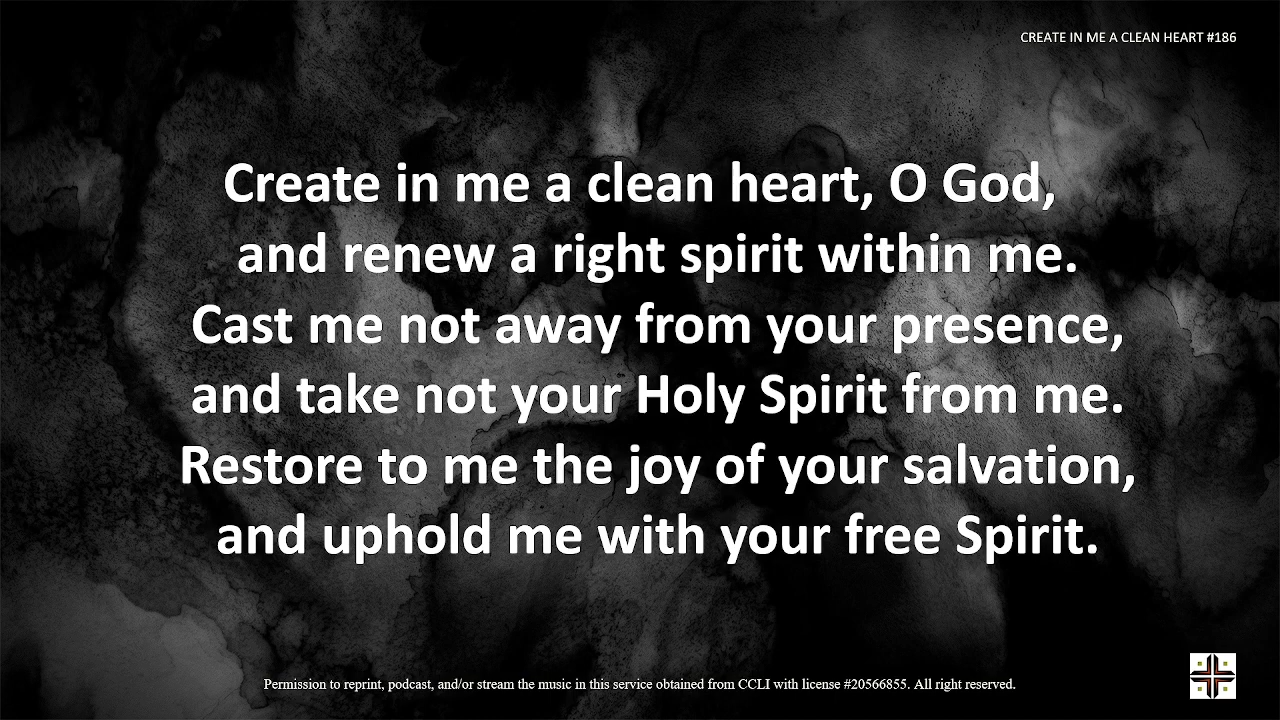 CREATE IN ME A CLEAN HEART #186
Create in me a clean heart, O God,
and renew a right spirit within me.
Cast me not away from your presence,
and take not your Holy Spirit from me.
Restore to me the joy of your salvation,
and uphold me with your free Spirit.
Permission to reprint, podcast, and/or stream the music in this service obtained from CCLI with license #20566855. All right reserved.